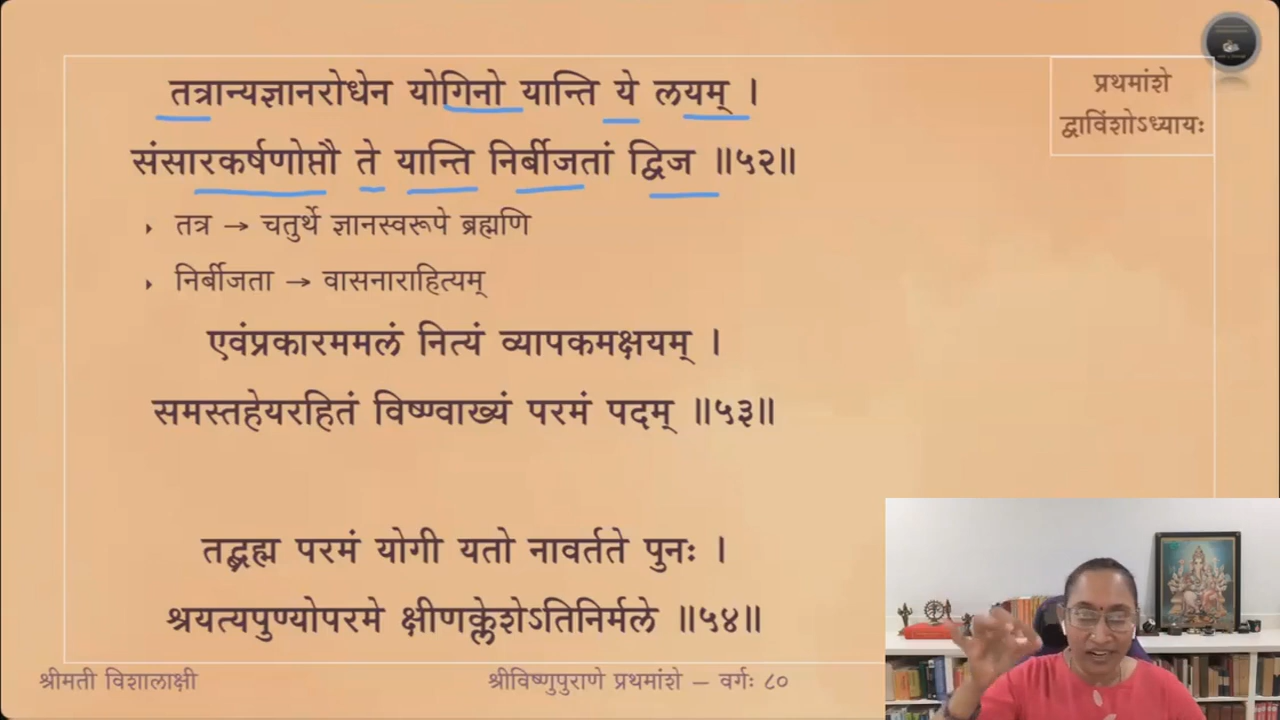 प्रथमांशे
द्वाविंशोऽध्यायः
तत्रान्यज्ञानरोधेन योगिनो यान्ति ये लयम् ।
संसारकर्षणोप्तौ ते यान्ति निर्बीजतां द्विज ॥५२॥
‣ तत्र → चतुर्थे ज्ञानस्वरूपे ब्रह्मणि
‣ निर्बीजता → वासनाराहित्यम्
एवंप्रकारममलं नित्यं व्यापकमक्षयम् ।
समस्तहेयरहितं विष्ण्वाख्यं परमं पदम् ॥५३॥
तद्ब्रह्म परमं योगी यतो नावर्तते पुनः ।
श्रयत्यपुण्योपरमे क्षीणक्लेशेऽतिनिर्मले ॥५४॥
श्रीमती विशालाक्षी
श्रीविष्णुपुराणे प्रथमांशे – वर्गः ८०